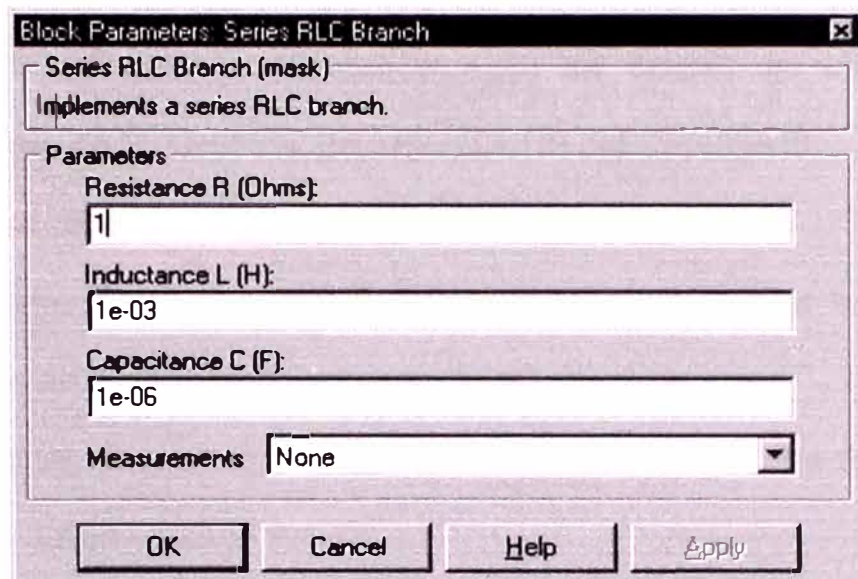 Block Parameters: Series RLC Branch
Series RLC Branch (mask)
Implements a series RLC branch.
Parameters
Resistance R (Ohms):
1
Inductance L (H):
1e-03
Capacitance C (F):
1e-06
Measurements None
OK Cancel Help Apply